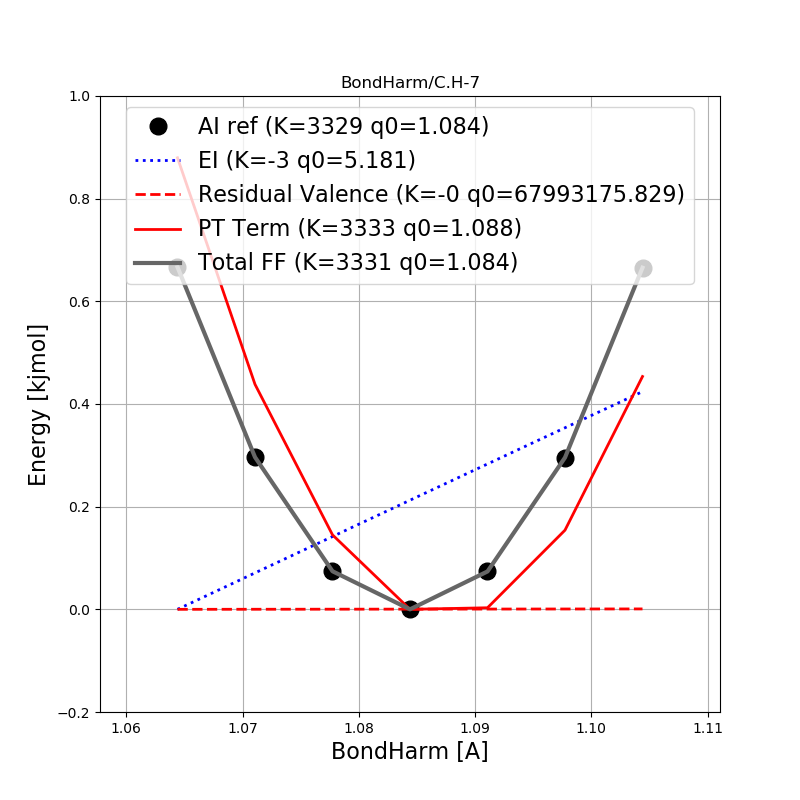 BondHarm/C.H-7
1.0
0.8
0.6
0.4
0.2
0.0
−0.2
Energy [kjmol]
AI ref (K=3329 q0=1.084)
EI (K=-3 q0=5.181)
Residual Valence (K=-0 q0=67993175.829)
PT Term (K=3333 q0=1.088)
Total FF (K=3331 q0=1.084)
1.06 1.07 1.08 1.09 1.10 1.11
BondHarm [A]